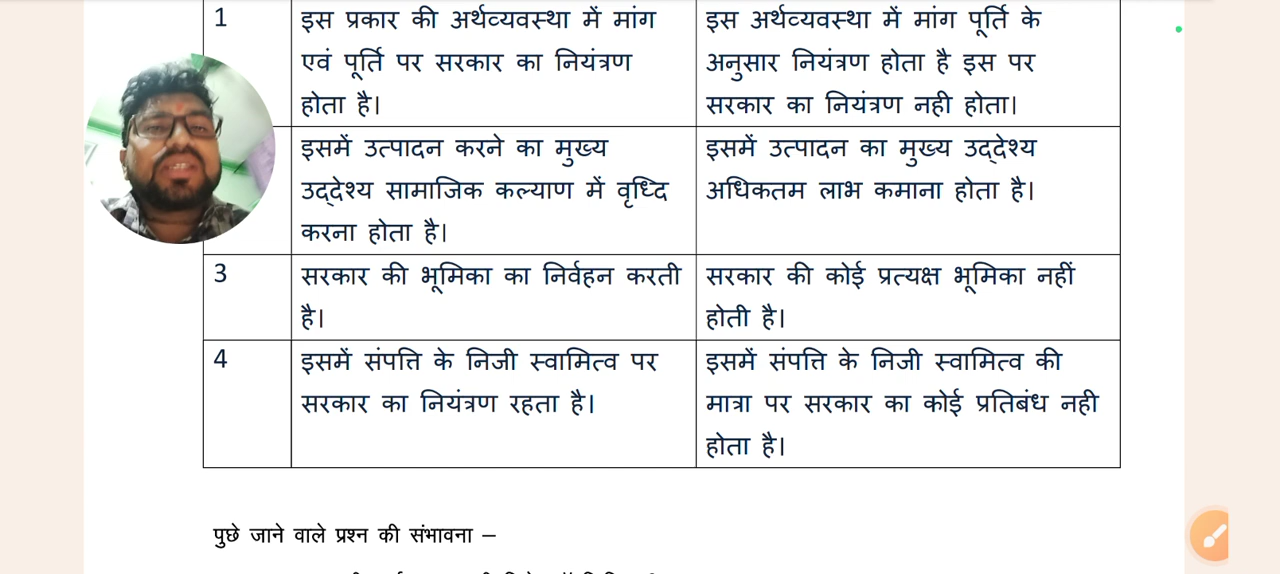 1
इस प्रकार की अर्थव्यवस्था में मांग
एवं पूर्ति पर सरकार का नियंत्रण
होता है।
इस अर्थव्यवस्था में मांग पूर्ति के
अनुसार नियंत्रण होता है इस पर
सरकार का नियंत्रण नही होता।
इसमें उत्पादन करने का मुख्य
उद्देश्य सामाजिक कल्याण में वृध्दि
करना होता है।
इसमें उत्पादन का मुख्य उद्देश्य
अधिकतम लाभ कमाना होता है।
3
सरकार की भूमिका का निर्वहन करती
है।
सरकार की कोई प्रत्यक्ष भूमिका नहीं
होती है।
4
इसमें संपत्ति के निजी स्वामित्व पर
सरकार का नियंत्रण रहता है।
इसमें संपत्ति के निजी स्वामित्व की
मात्रा पर सरकार का कोई प्रतिबंध नही
होता है।
पुछे जाने वाले प्रश्न की संभावना –